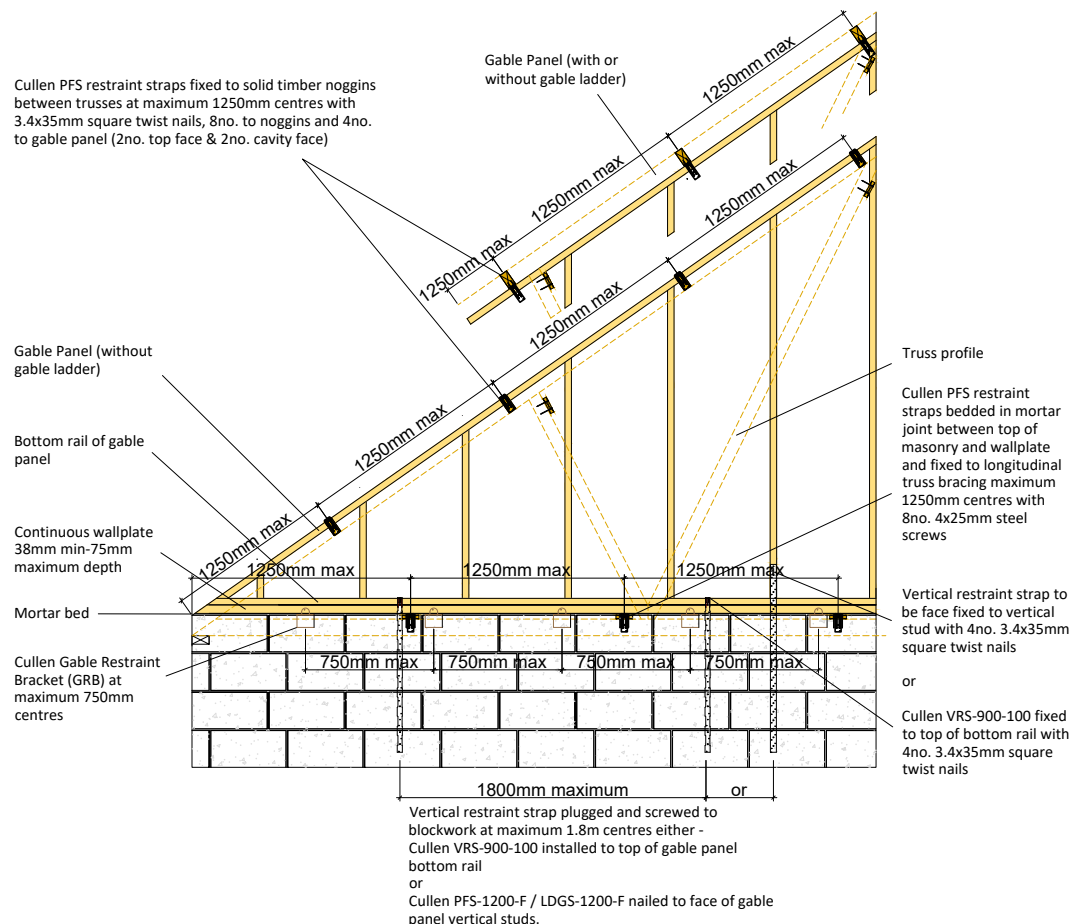 Cullen PFS restraint straps fixed to solid timber noggins
between trusses at maximum 1250mm centres with
3.4x35mm square twist nails, 8no. to noggins and 4no.
to gable panel (2no. top face & 2no. cavity face)
Gable Panel (with or
without gable ladder)
1250mm max
1250mm max
1250mm max
1250mm max
1250mm max
1250mm max
1250mm max
Gable Panel (without
gable ladder)
Bottom rail of gable
panel
Continuous wallplate
38mm min-75mm
maximum depth
Mortar bed
Cullen Gable Restraint
Bracket (GRB) at
maximum 750mm
centres
1250mm max
1250mm max
1250mm max
750mm max
750mm max
750mm max
750mm max
Truss profile
Cullen PFS restraint
straps bedded in mortar
joint between top of
masonry and wallplate
and fixed to longitudinal
truss bracing maximum
1250mm centres with
8no. 4x25mm steel
screws
Vertical restraint strap to
be face fixed to vertical
stud with 4no. 3.4x35mm
square twist nails
or
Cullen VRS-900-100 fixed
to top of bottom rail with
4no. 3.4x35mm square
twist nails
1800mm maximum
or
Vertical restraint strap plugged and screwed to
blockwork at maximum 1.8m centres either -
Cullen VRS-900-100 installed to top of gable panel
bottom rail
or
Cullen PFS-1200-F / LDGS-1200-F nailed to face of gable
panel vertical studs.